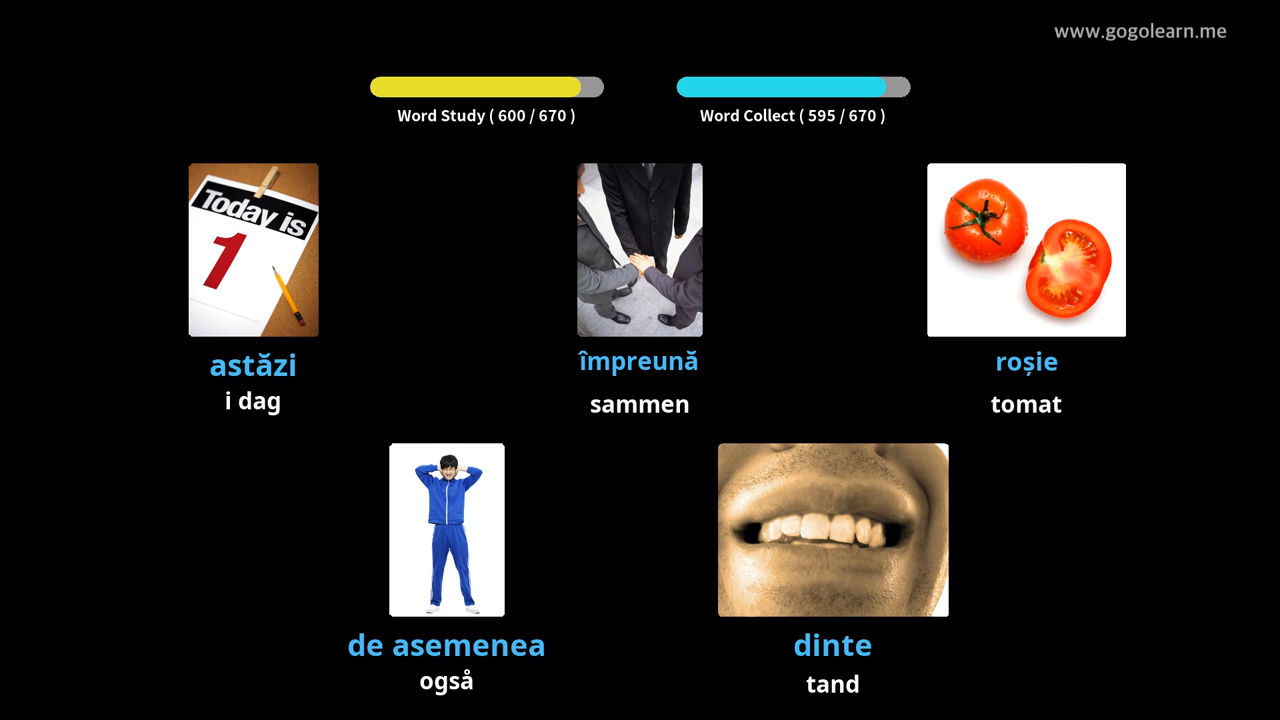 www.gogolearn.me
Word Study ( 600 / 670 )
Word Collect ( 595 / 670 )
Today is
1
astăzi
i dag
împreună
sammen
roșie
tomat
de asemenea
også
dinte
tand